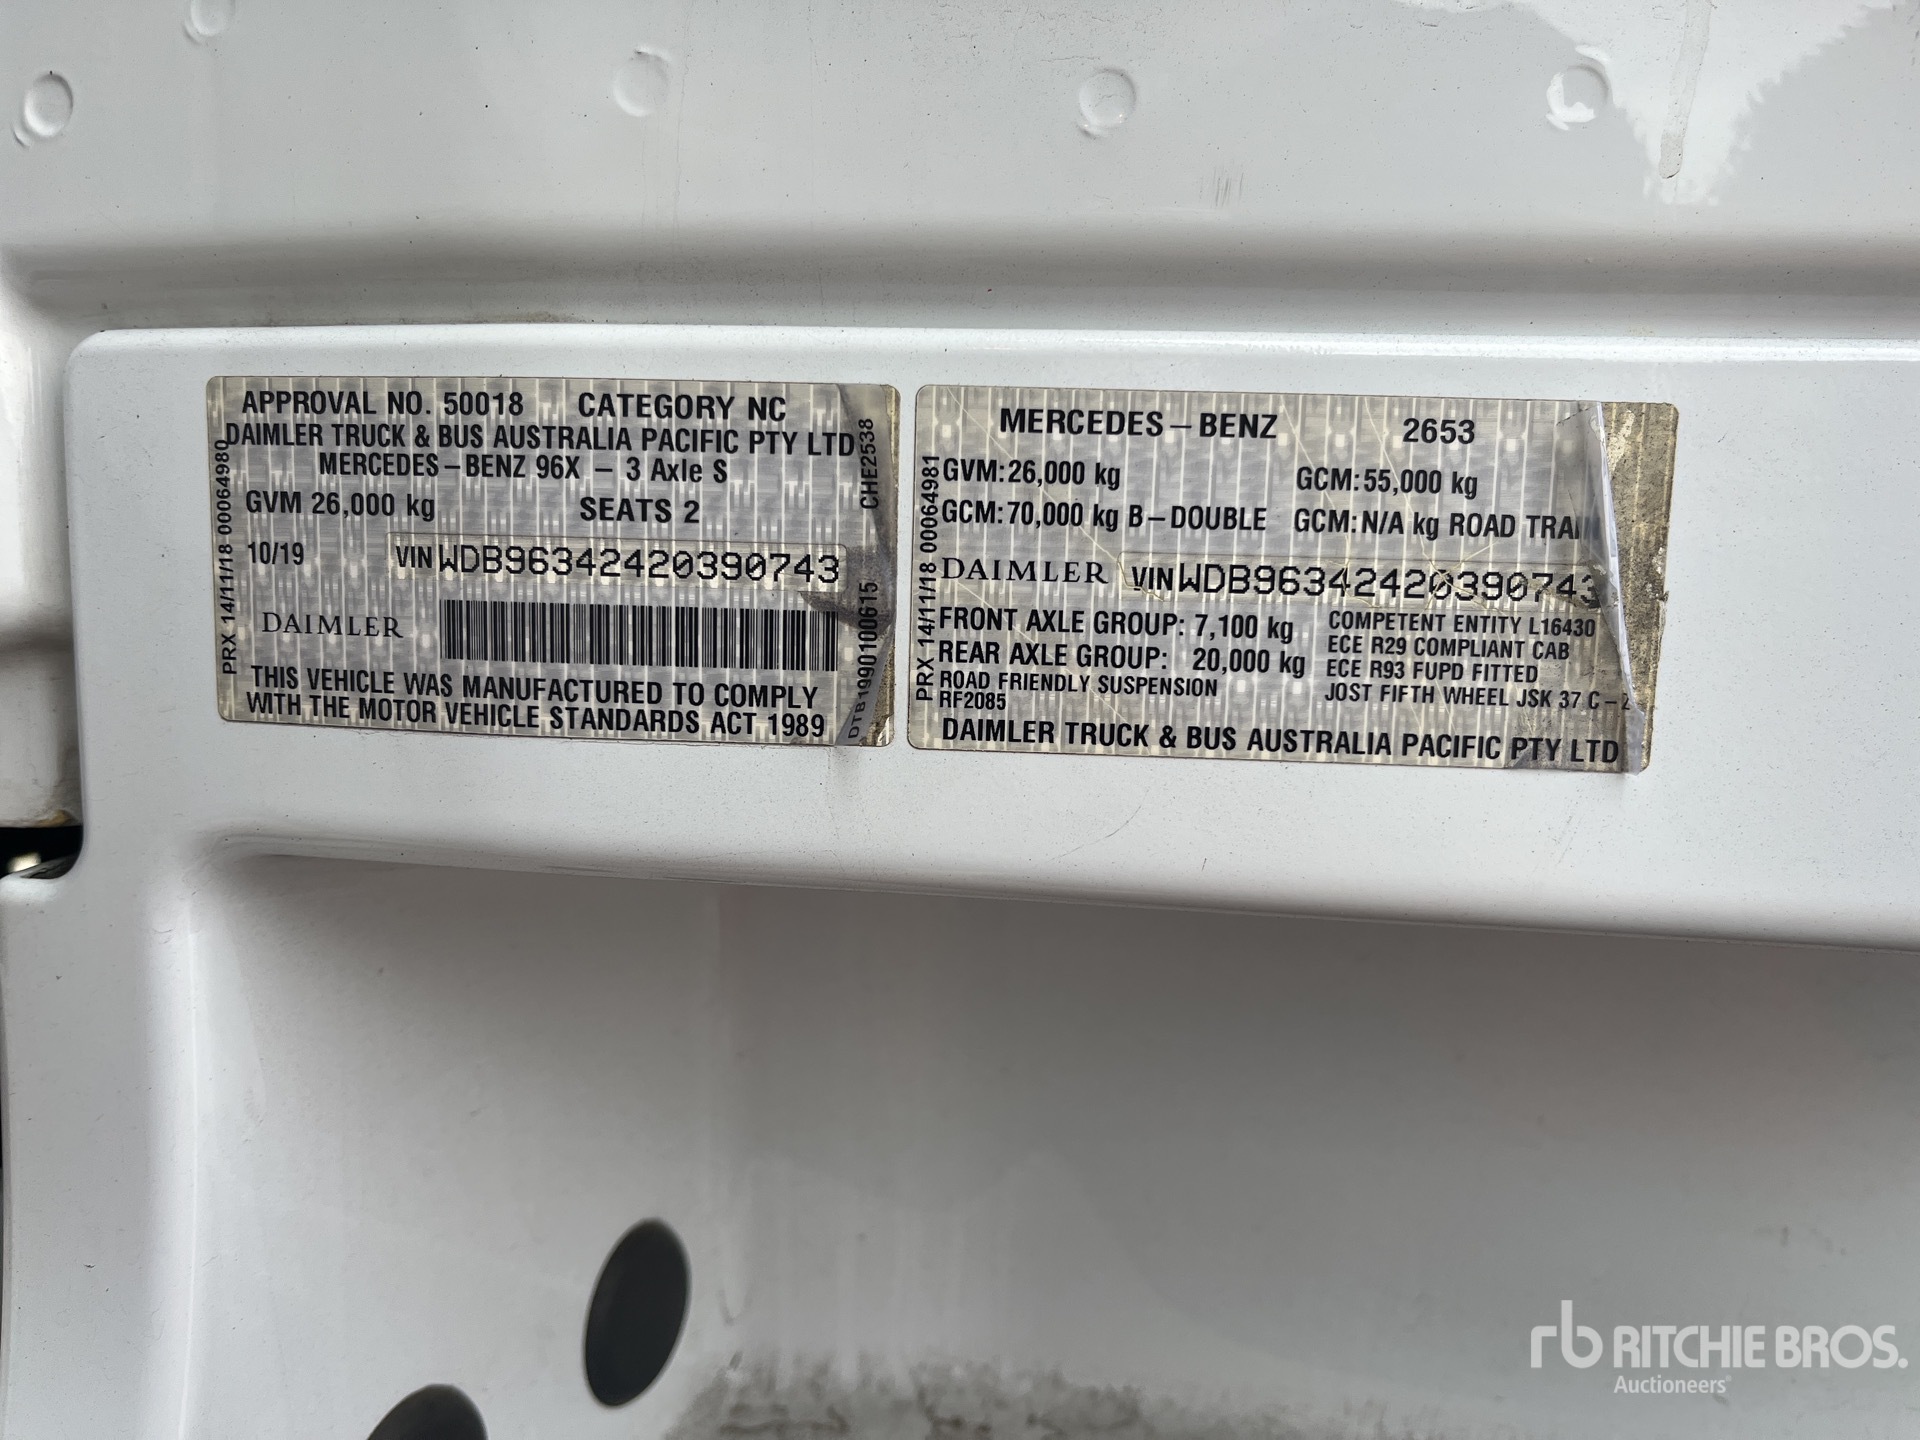 APPROVAL NO. 50018 CATEGORY NC
DAIMLER TRUCK & BUS AUSTRALIA PACIFIC PTY LTD
MERCEDES-BENZ 96X - 3 Axle S
GVM 26,000 kg SEATS 2
10/19 VIN WDB96342420390743
DAIMLER
THIS VEHICLE WAS MANUFACTURED TO COMPLY
WITH THE MOTOR VEHICLE STANDARDS ACT 1989
PRX 14/11/18 00064980
CHE2538
DTB1990100615
MERCEDES-BENZ 2653
GVM: 26,000 kg GCM: 55,000 kg
GCM: 70,000 kg B-DOUBLE GCM: N/A kg ROAD TRAIN
DAIMLER VIN WDB96342420390743
FRONT AXLE GROUP: 7,100 kg
REAR AXLE GROUP: 20,000 kg
ROAD FRIENDLY SUSPENSION
RF2085
COMPETENT ENTITY L16430
ECE R29 COMPLIANT CAB
ECE R93 FUPD FITTED
JOST FIFTH WHEEL JSK 37 C-2
DAIMLER TRUCK & BUS AUSTRALIA PACIFIC PTY LTD
PRX 14/11/18 00064981
rb RITCHIE BROS.
Auctioneers